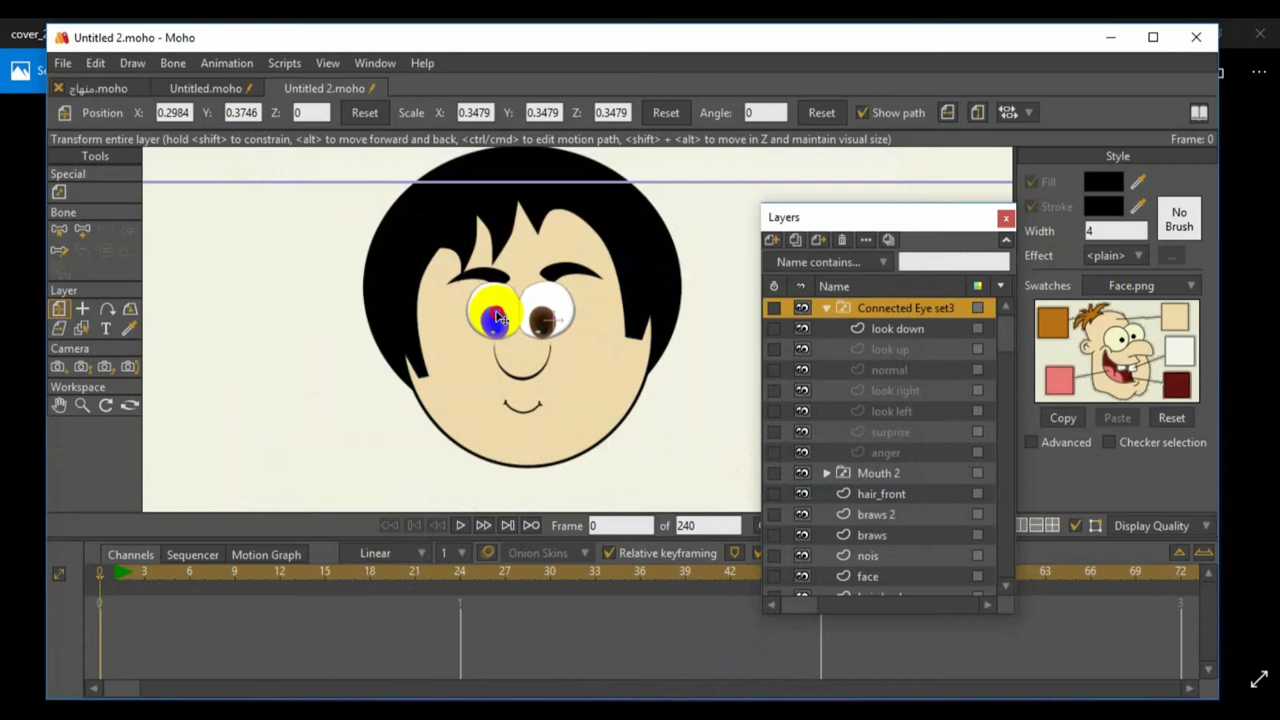 cover_2
Untitled 2.moho - Moho
File Edit Draw Bone Animation Scripts View Window Help
منهاج.moho Untitled.moho Untitled 2.moho
Position X: 0.2984 Y: 0.3746 Z: 0 Reset Scale X: 0.3479 Y: 0.3479 Z: 0.3479 Reset Angle: 0 Reset Show path
Transform entire layer (hold <shift> to constrain, <alt> to move forward and back, <ctrl/cmd> to edit motion path, <shift> + <alt> to move in Z and maintain visual size) Frame: 0
Tools
Special
Bone
Layer
Camera
Workspace
Layers
Name contains...
Name
Connected Eye set3
look down
look up
normal
look right
look left
surprise
anger
Mouth 2
hair_front
braws 2
braws
nois
face
Style
Fill
Stroke
No Brush
Width 4
Effect <plain> ...
Swatches Face.png
Copy Paste Reset
Advanced Checker selection
Frame 0 of 240 Display Quality
Channels Sequencer Motion Graph Linear 1 Onion Skins Relative keyframing
0 3 6 9 12 15 18 21 24 27 30 33 36 39 42 63 66 69 72
0 1 3